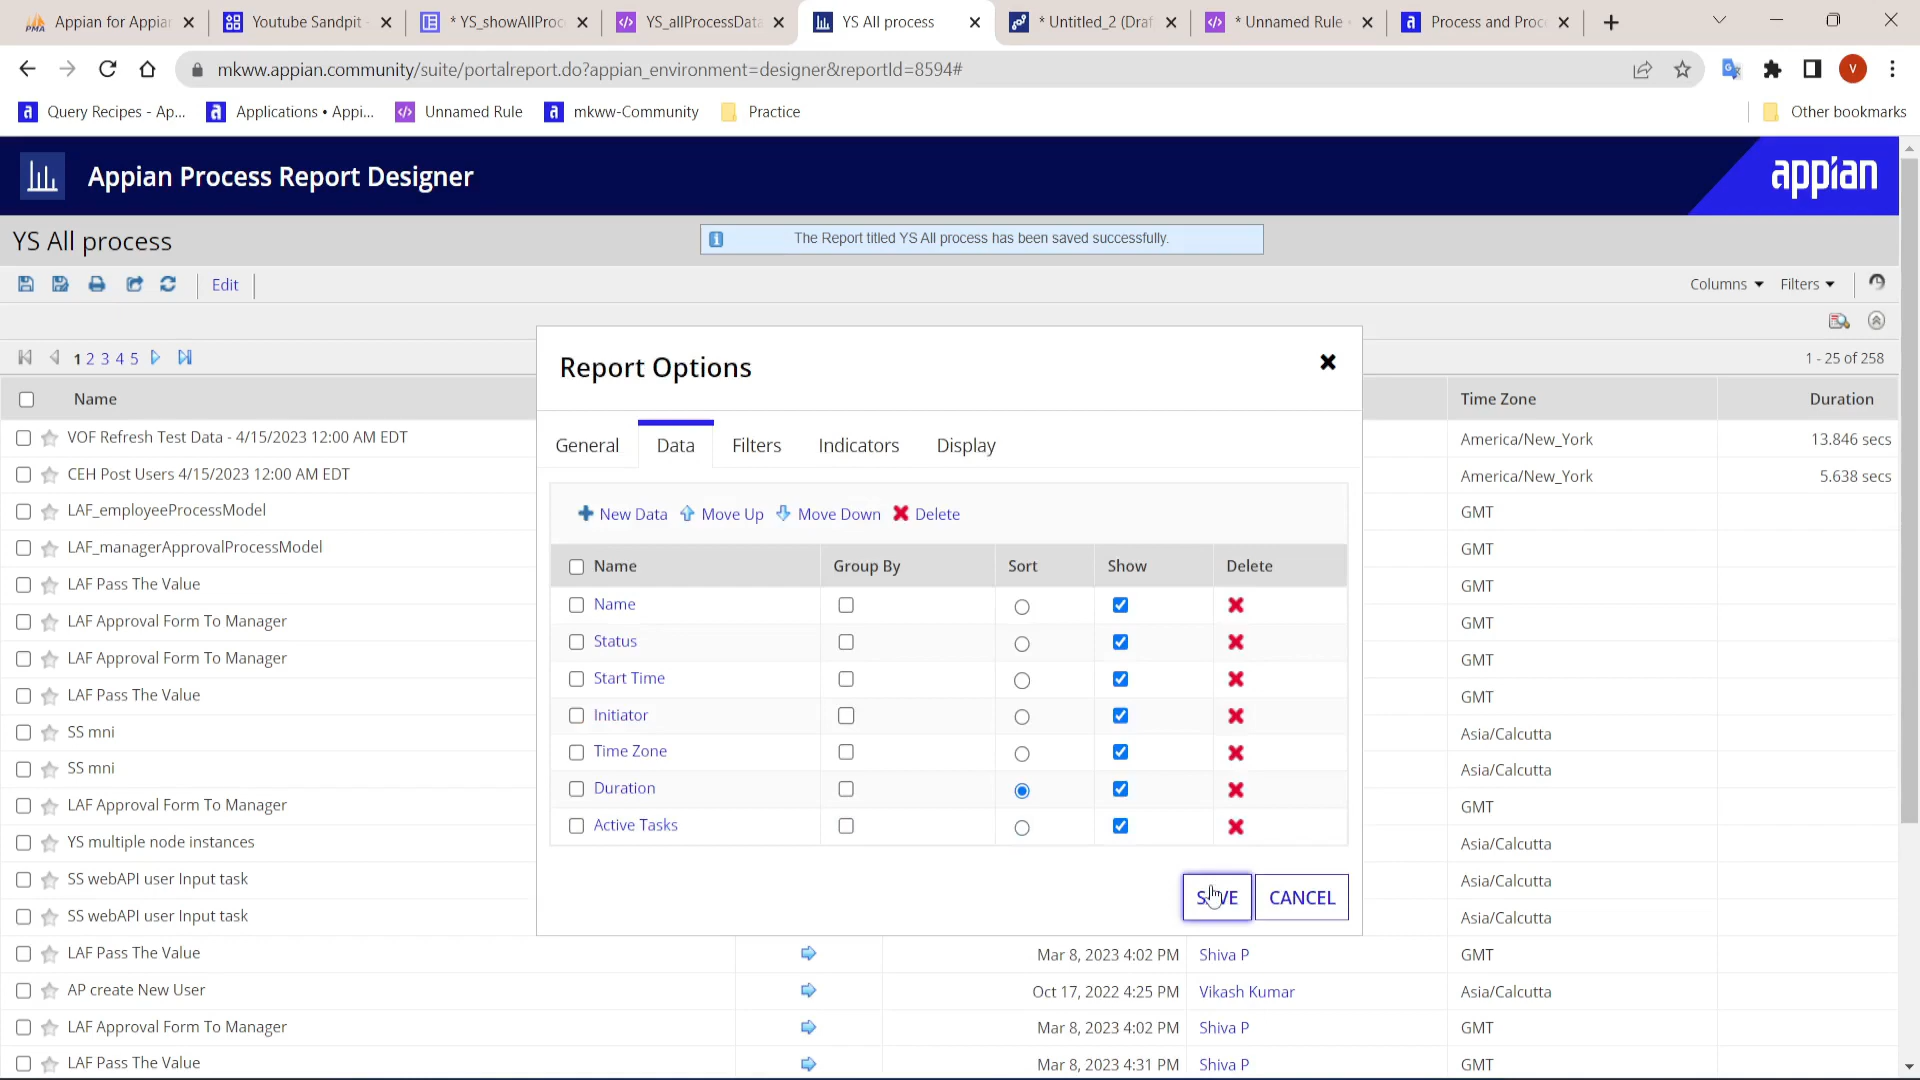 Appian for Appian
Youtube Sandpit
* YS_showAllProc
YS_allProcessData
YS All process
* Untitled_2 (Draf
* Unnamed Rule
Process and Proc
mkww.appian.community/suite/portalreport.do?appian_environment=designer&reportId=8594#
V
Query Recipes - Ap...
Applications • Appi...
Unnamed Rule
mkww-Community
Practice
Other bookmarks
Appian Process Report Designer
appian
YS All process
The Report titled YS All process has been saved successfully.
Edit
Columns
Filters
1 2 3 4 5
1 - 25 of 258
Name
Time Zone
Duration
VOF Refresh Test Data - 4/15/2023 12:00 AM EDT
America/New_York
13.846 secs
CEH Post Users 4/15/2023 12:00 AM EDT
America/New_York
5.638 secs
LAF_employeeProcessModel
GMT
LAF_managerApprovalProcessModel
GMT
LAF Pass The Value
GMT
LAF Approval Form To Manager
GMT
LAF Approval Form To Manager
GMT
LAF Pass The Value
GMT
SS mni
Asia/Calcutta
SS mni
Asia/Calcutta
LAF Approval Form To Manager
GMT
YS multiple node instances
Asia/Calcutta
SS webAPI user Input task
Asia/Calcutta
SS webAPI user Input task
Asia/Calcutta
LAF Pass The Value
Mar 8, 2023 4:02 PM
Shiva P
GMT
AP create New User
Oct 17, 2022 4:25 PM
Vikash Kumar
Asia/Calcutta
LAF Approval Form To Manager
Mar 8, 2023 4:02 PM
Shiva P
GMT
LAF Pass The Value
Mar 8, 2023 4:31 PM
Shiva P
GMT
Report Options
General
Data
Filters
Indicators
Display
New Data
Move Up
Move Down
Delete
Name
Group By
Sort
Show
Delete
Name
Status
Start Time
Initiator
Time Zone
Duration
Active Tasks
SAVE
CANCEL